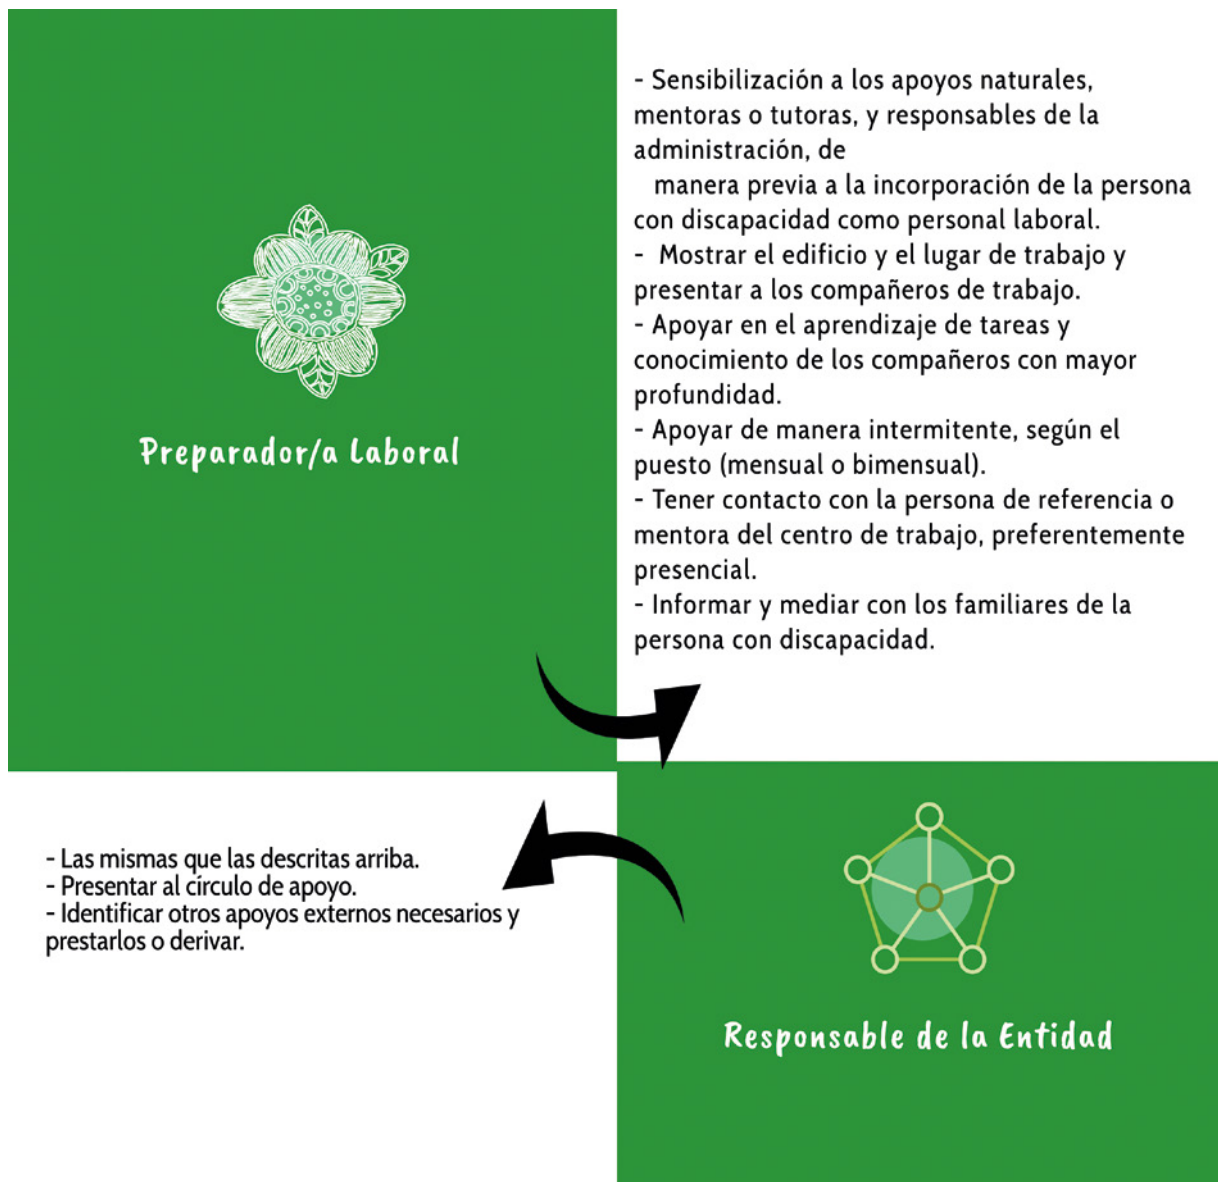 Preparador/a Laboral
- Sensibilización a los apoyos naturales,
mentoras o tutoras, y responsables de la
administración, de
manera previa a la incorporación de la persona
con discapacidad como personal laboral.
- Mostrar el edificio y el lugar de trabajo y
presentar a los compañeros de trabajo.
- Apoyar en el aprendizaje de tareas y
conocimiento de los compañeros con mayor
profundidad.
- Apoyar de manera intermitente, según el
puesto (mensual o bimensual).
- Tener contacto con la persona de referencia o
mentora del centro de trabajo, preferentemente
presencial.
- Informar y mediar con los familiares de la
persona con discapacidad.
- Las mismas que las descritas arriba.
- Presentar al círculo de apoyo.
- Identificar otros apoyos externos necesarios y
prestarlos o derivar.
Responsable de la Entidad